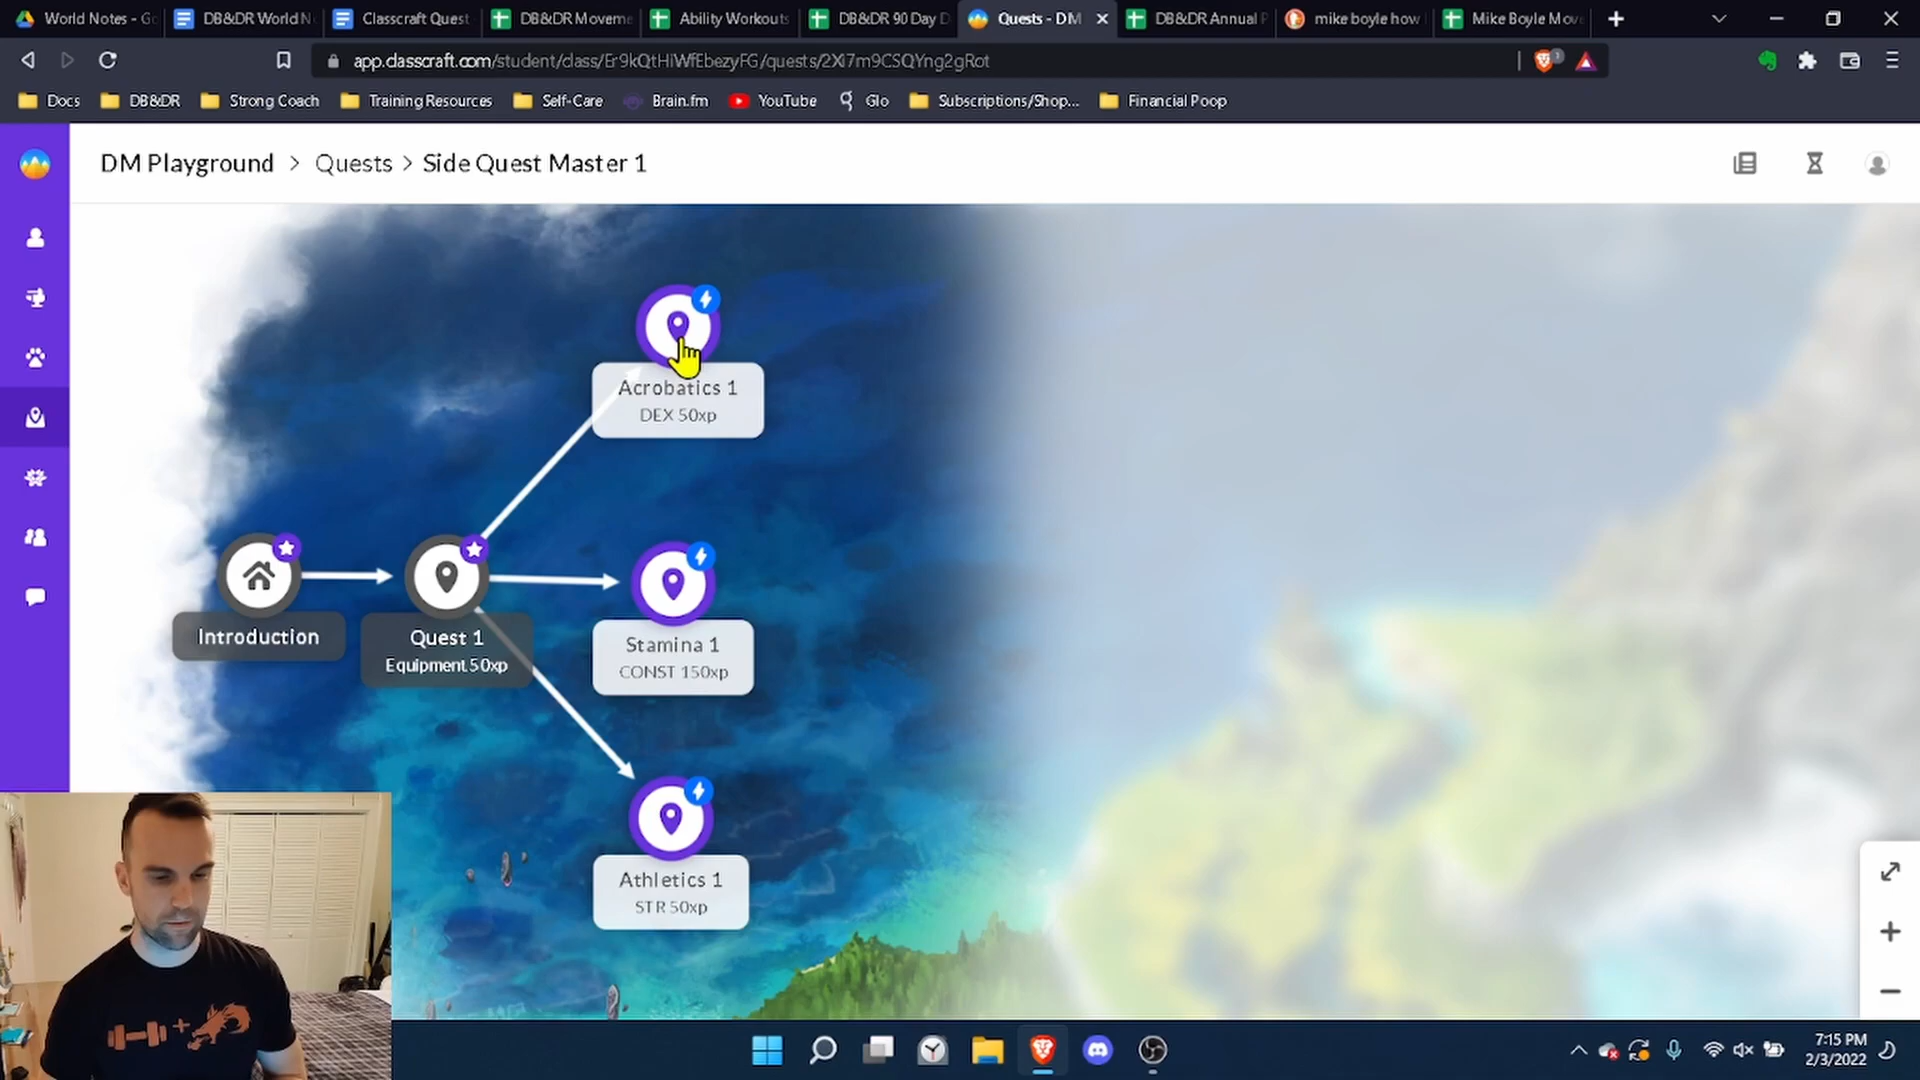 World Notes - G
DB&DR World N
Classcraft Quest
DB&DR Moveme
Ability Workouts
DB&DR 90 Day D
Quests - DM
DB&DR Annual P
mike boyle how
Mike Boyle Mov
app.classcraft.com/student/class/Er9kQtHiWfEbezyFG/quests/2Xi7m9CSQYng2gRot
1
Docs
DB&DR
Strong Coach
Training Resources
Self-Care
Brain.fm
YouTube
Glo
Subscriptions/Shop...
Financial Poop
DM Playground > Quests > Side Quest Master 1
Acrobatics 1
DEX 50xp
Introduction
Quest 1
Equipment 50xp
Stamina 1
CONST 150xp
Athletics 1
STR 50xp
7:15 PM
2/3/2022